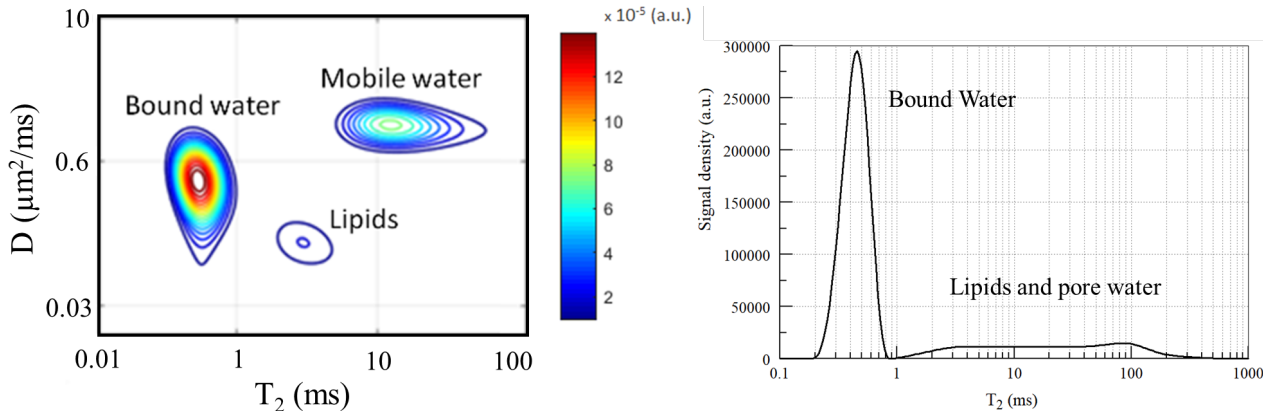 10
0.6
0.03
D (μm²/ms)
0.01
1
10
100
T₂ (ms)
Bound water
Mobile water
Lipids
x 10⁻⁵ (a.u.)
12
10
8
6
4
2
Signal density (a.u.)
300000
250000
200000
150000
100000
50000
0
Bound Water
Lipids and pore water
0.1
1
10
100
1000
T₂ (ms)